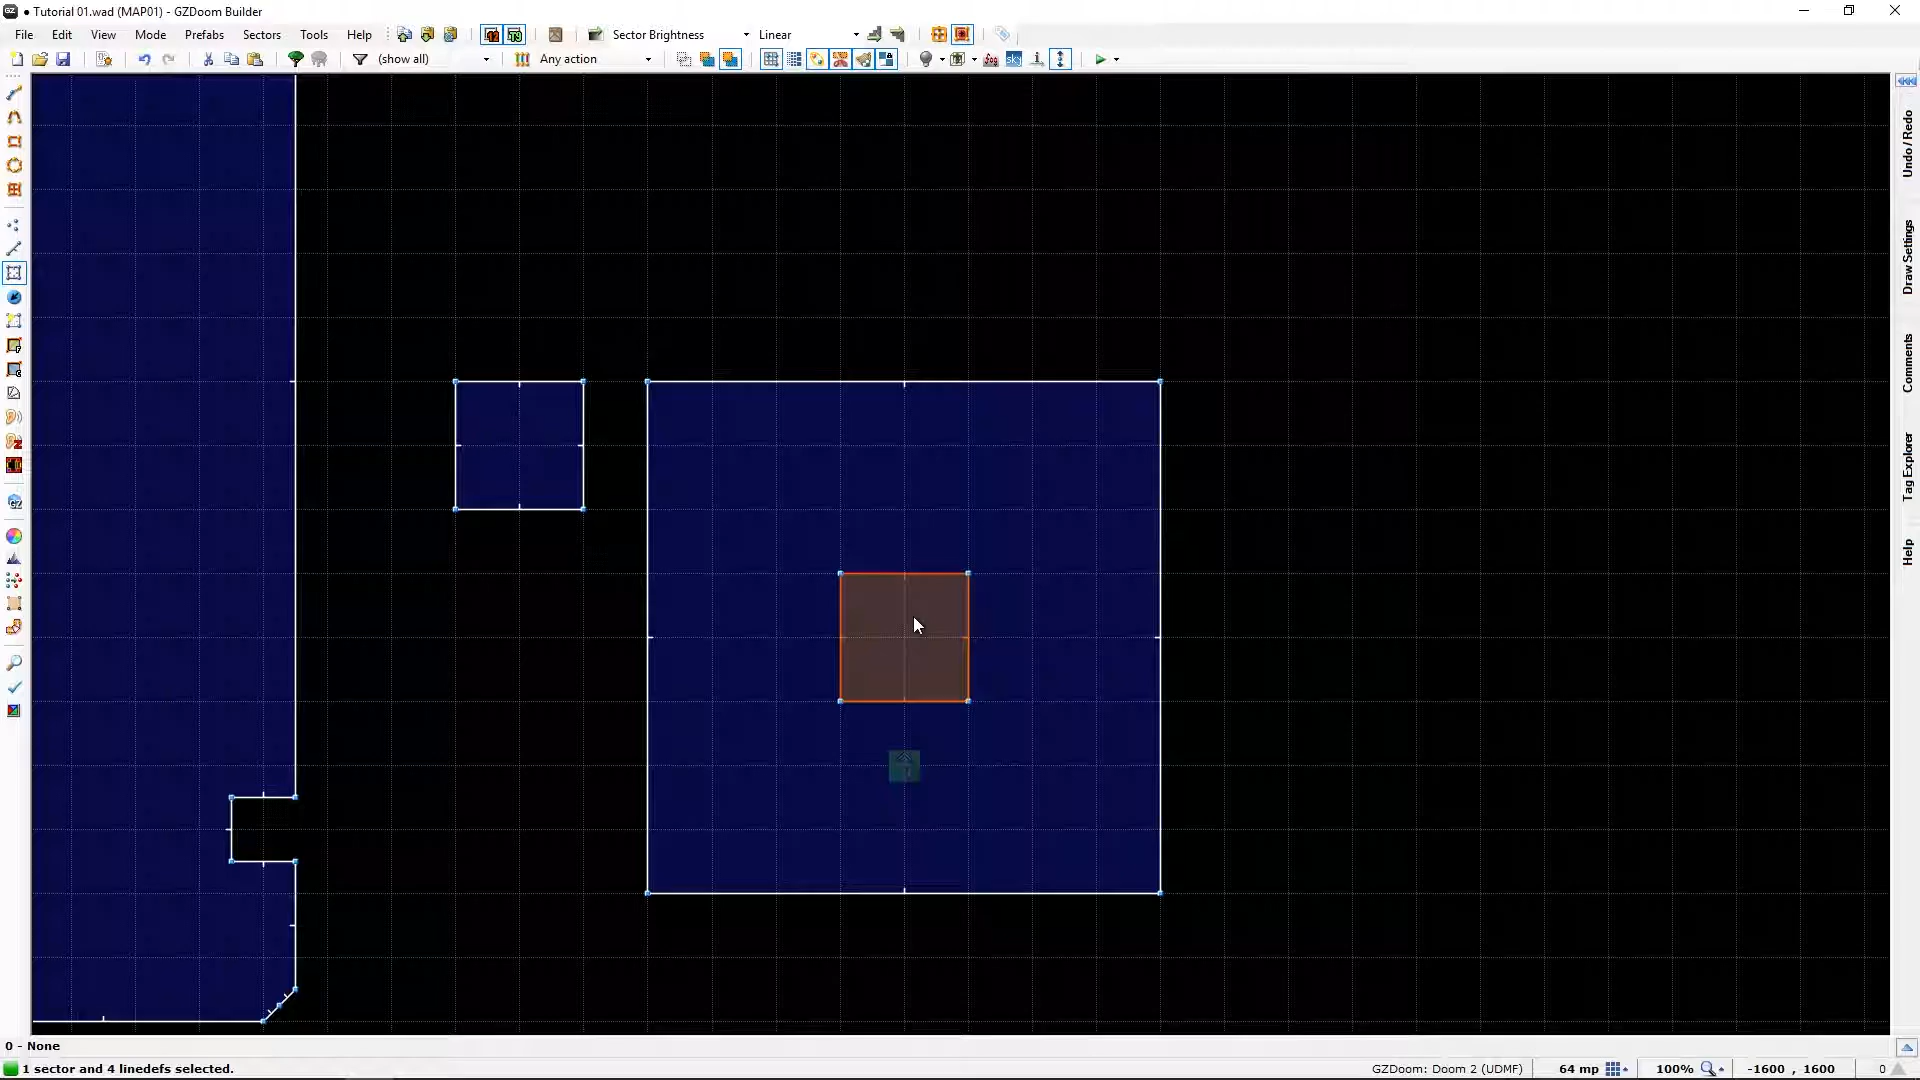 • Tutorial 01.wad (MAP01) - GZDoom Builder
File Edit View Mode Prefabs Sectors Tools Help Sector Brightness Linear
(show all) Any action
Undo / Redo
Draw Settings
Comments
Tag Explorer
Help
0 - None
1 sector and 4 linedefs selected. GZDoom: Doom 2 (UDMF) 64 mp 100% -1600 , 1600 0